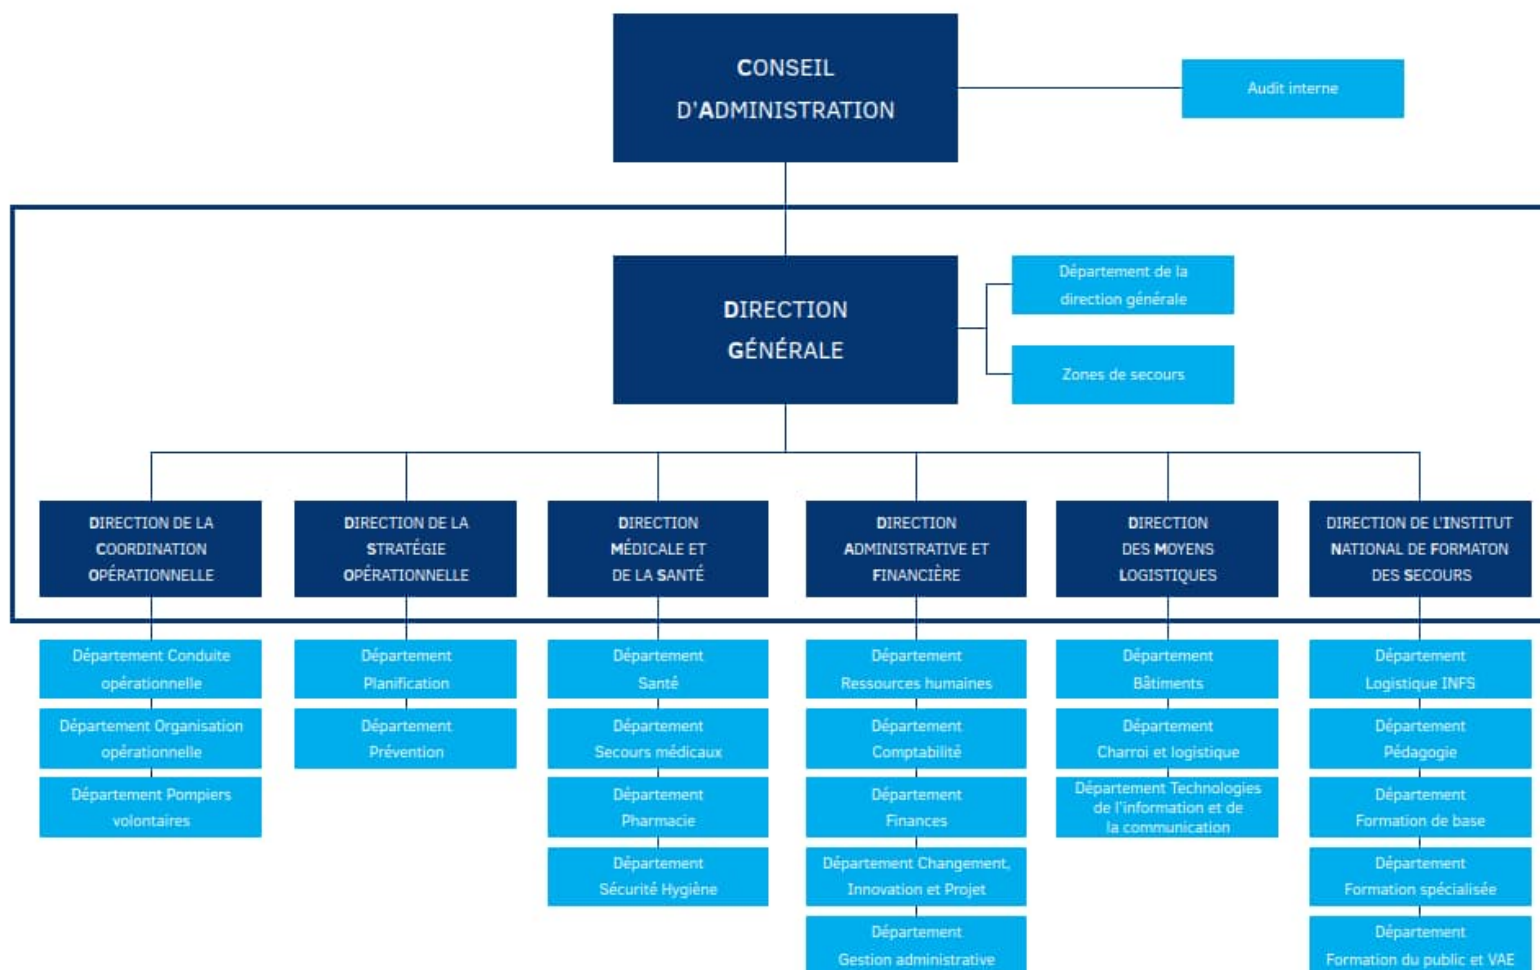 CONSEIL
D'ADMINISTRATION
Audit interne
DIRECTION
GÉNÉRALE
Département de la
direction générale
Zones de secours
DIRECTION DE LA
COORDINATION
OPÉRATIONNELLE
DIRECTION DE LA
STRATÉGIE
OPÉRATIONNELLE
DIRECTION
MÉDICALE ET
DE LA SANTÉ
DIRECTION
ADMINISTRATIVE ET
FINANCIÈRE
DIRECTION
DES MOYENS
LOGISTIQUES
DIRECTION DE L'INSTITUT
NATIONAL DE FORMATON
DES SECOURS
Département Conduite
opérationnelle
Département Organisation
opérationnelle
Département Pompiers
volontaires
Département
Planification
Département
Prévention
Département
Santé
Département
Secours médicaux
Département
Pharmacie
Département
Sécurité Hygiène
Département
Ressources humaines
Département
Comptabilité
Département
Finances
Département Changement,
Innovation et Projet
Département
Gestion administrative
Département
Bâtiments
Département
Charroi et logistique
Département Technologies
de l'information et de
la communication
Département
Logistique INFS
Département
Pédagogie
Département
Formation de base
Département
Formation spécialisée
Département
Formation du public et VAE